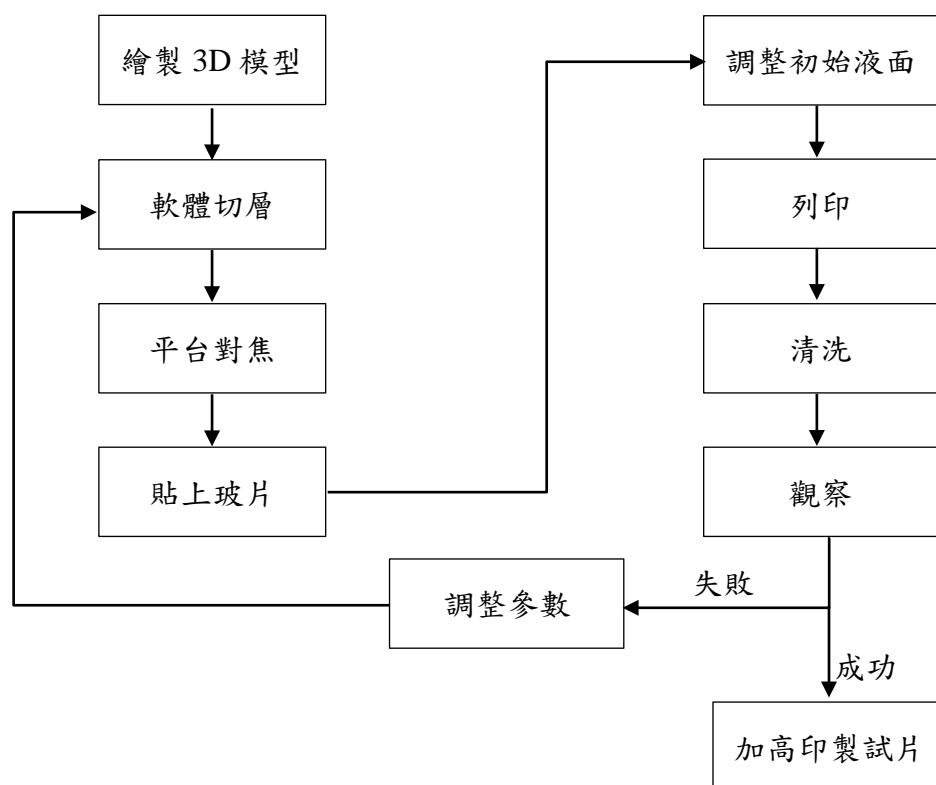 繪製 3D 模型
軟體切層
平台對焦
貼上玻片
調整初始液面
列印
清洗
觀察
失敗
調整參數
成功
加高印製試片